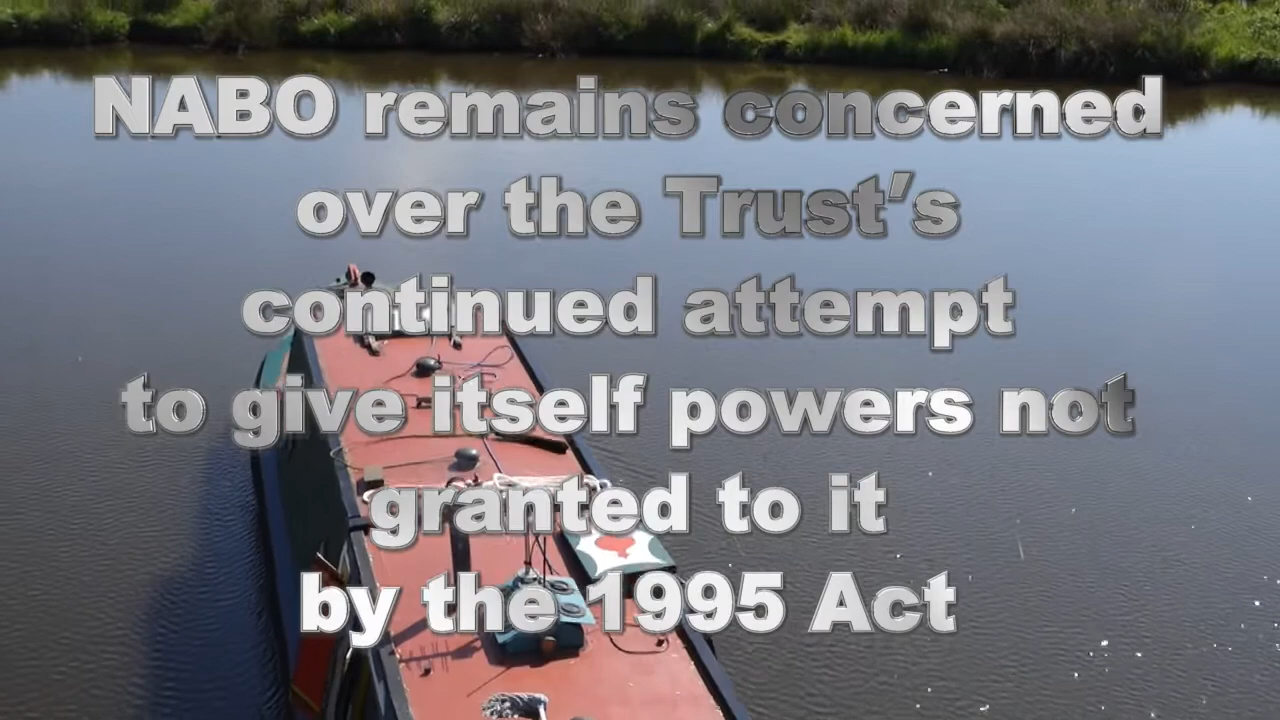 NABO remains concerned
over the Trust’s
continued attempt
to give itself powers not
granted to it
by the 1995 Act